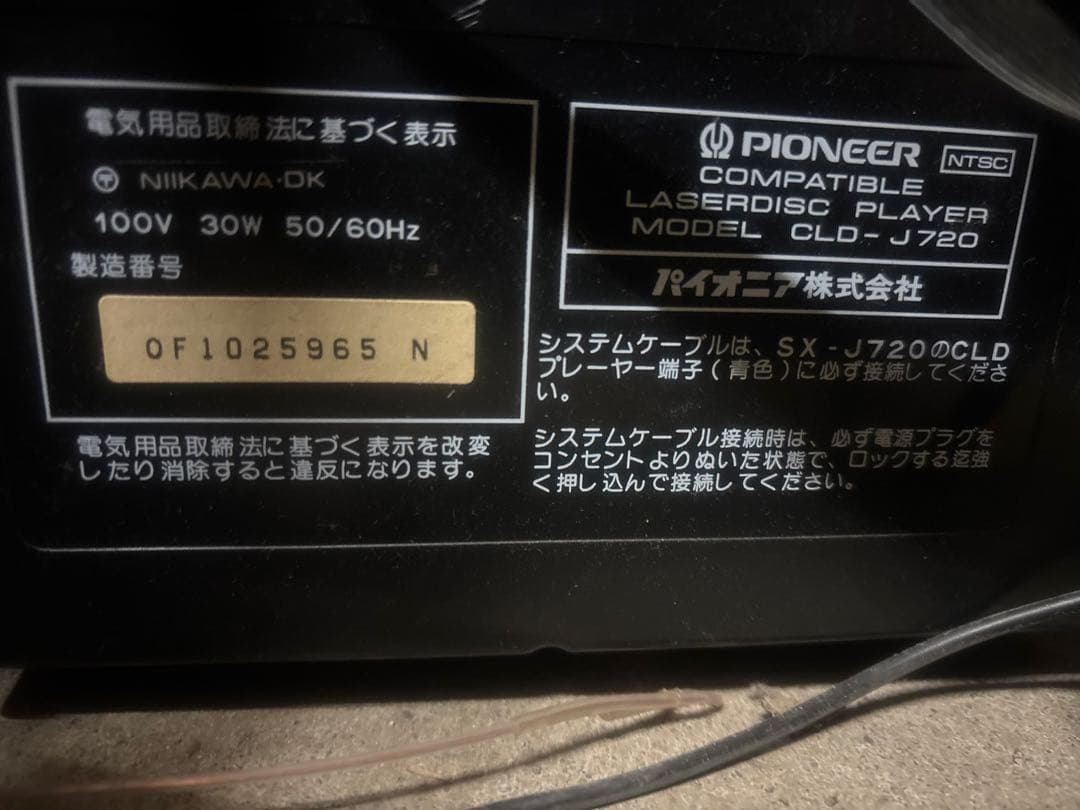 電気用品取締法に基づく表示
〒 NIIKAWA·DK
100V 30W 50/60Hz
製造番号
OF1025965 N
電気用品取締法に基づく表示を改変
したり消除すると違反になります。
PIONEER NTSC
COMPATIBLE
LASERDISC PLAYER
MODEL CLD-J720
パイオニア株式会社
システムケーブルは、SX-J720のCLD
プレーヤー端子(青色)に必ず接続してくださ
い。
システムケーブル接続時は、必ず電源プラグを
コンセントよりぬいた状態で、ロックする迄強
く押し込んで接続してください。